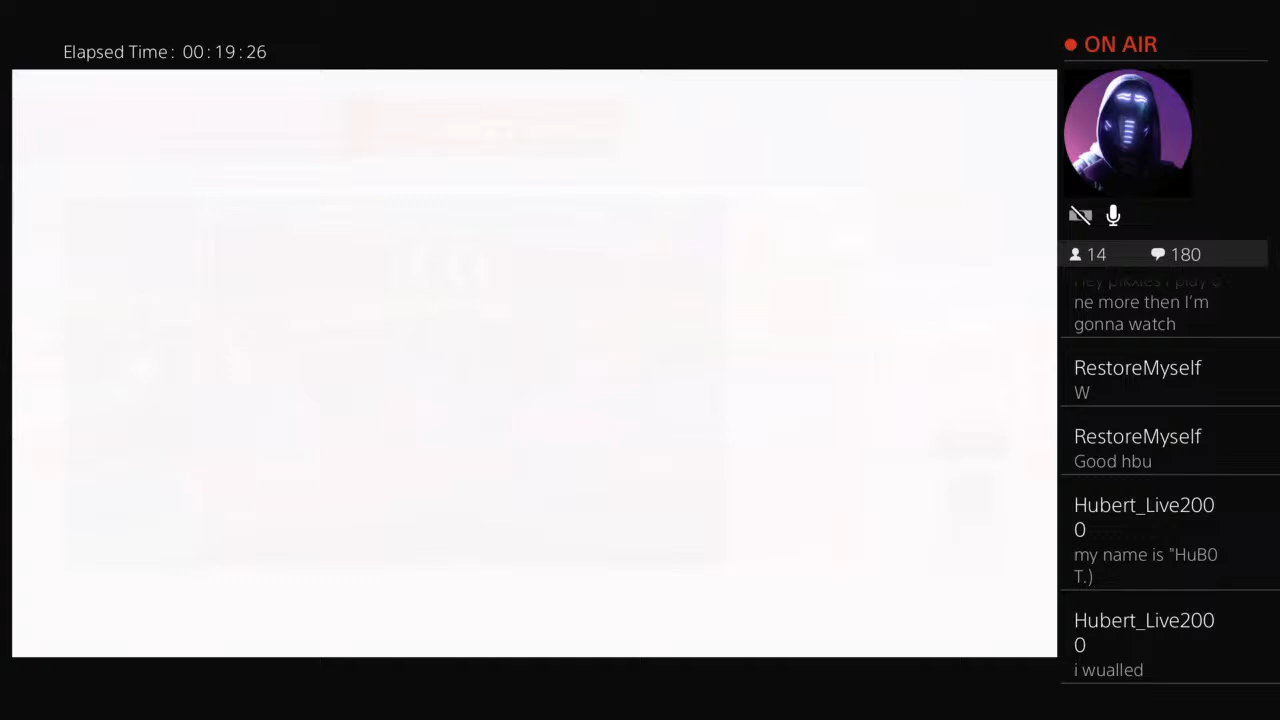 Elapsed Time: 00:19:26
ON AIR
14 180
ne more then I'm
gonna watch
RestoreMyself
W
RestoreMyself
Good hbu
Hubert_Live200
0
my name is "HuB0
T.)
Hubert_Live200
0
i wualled